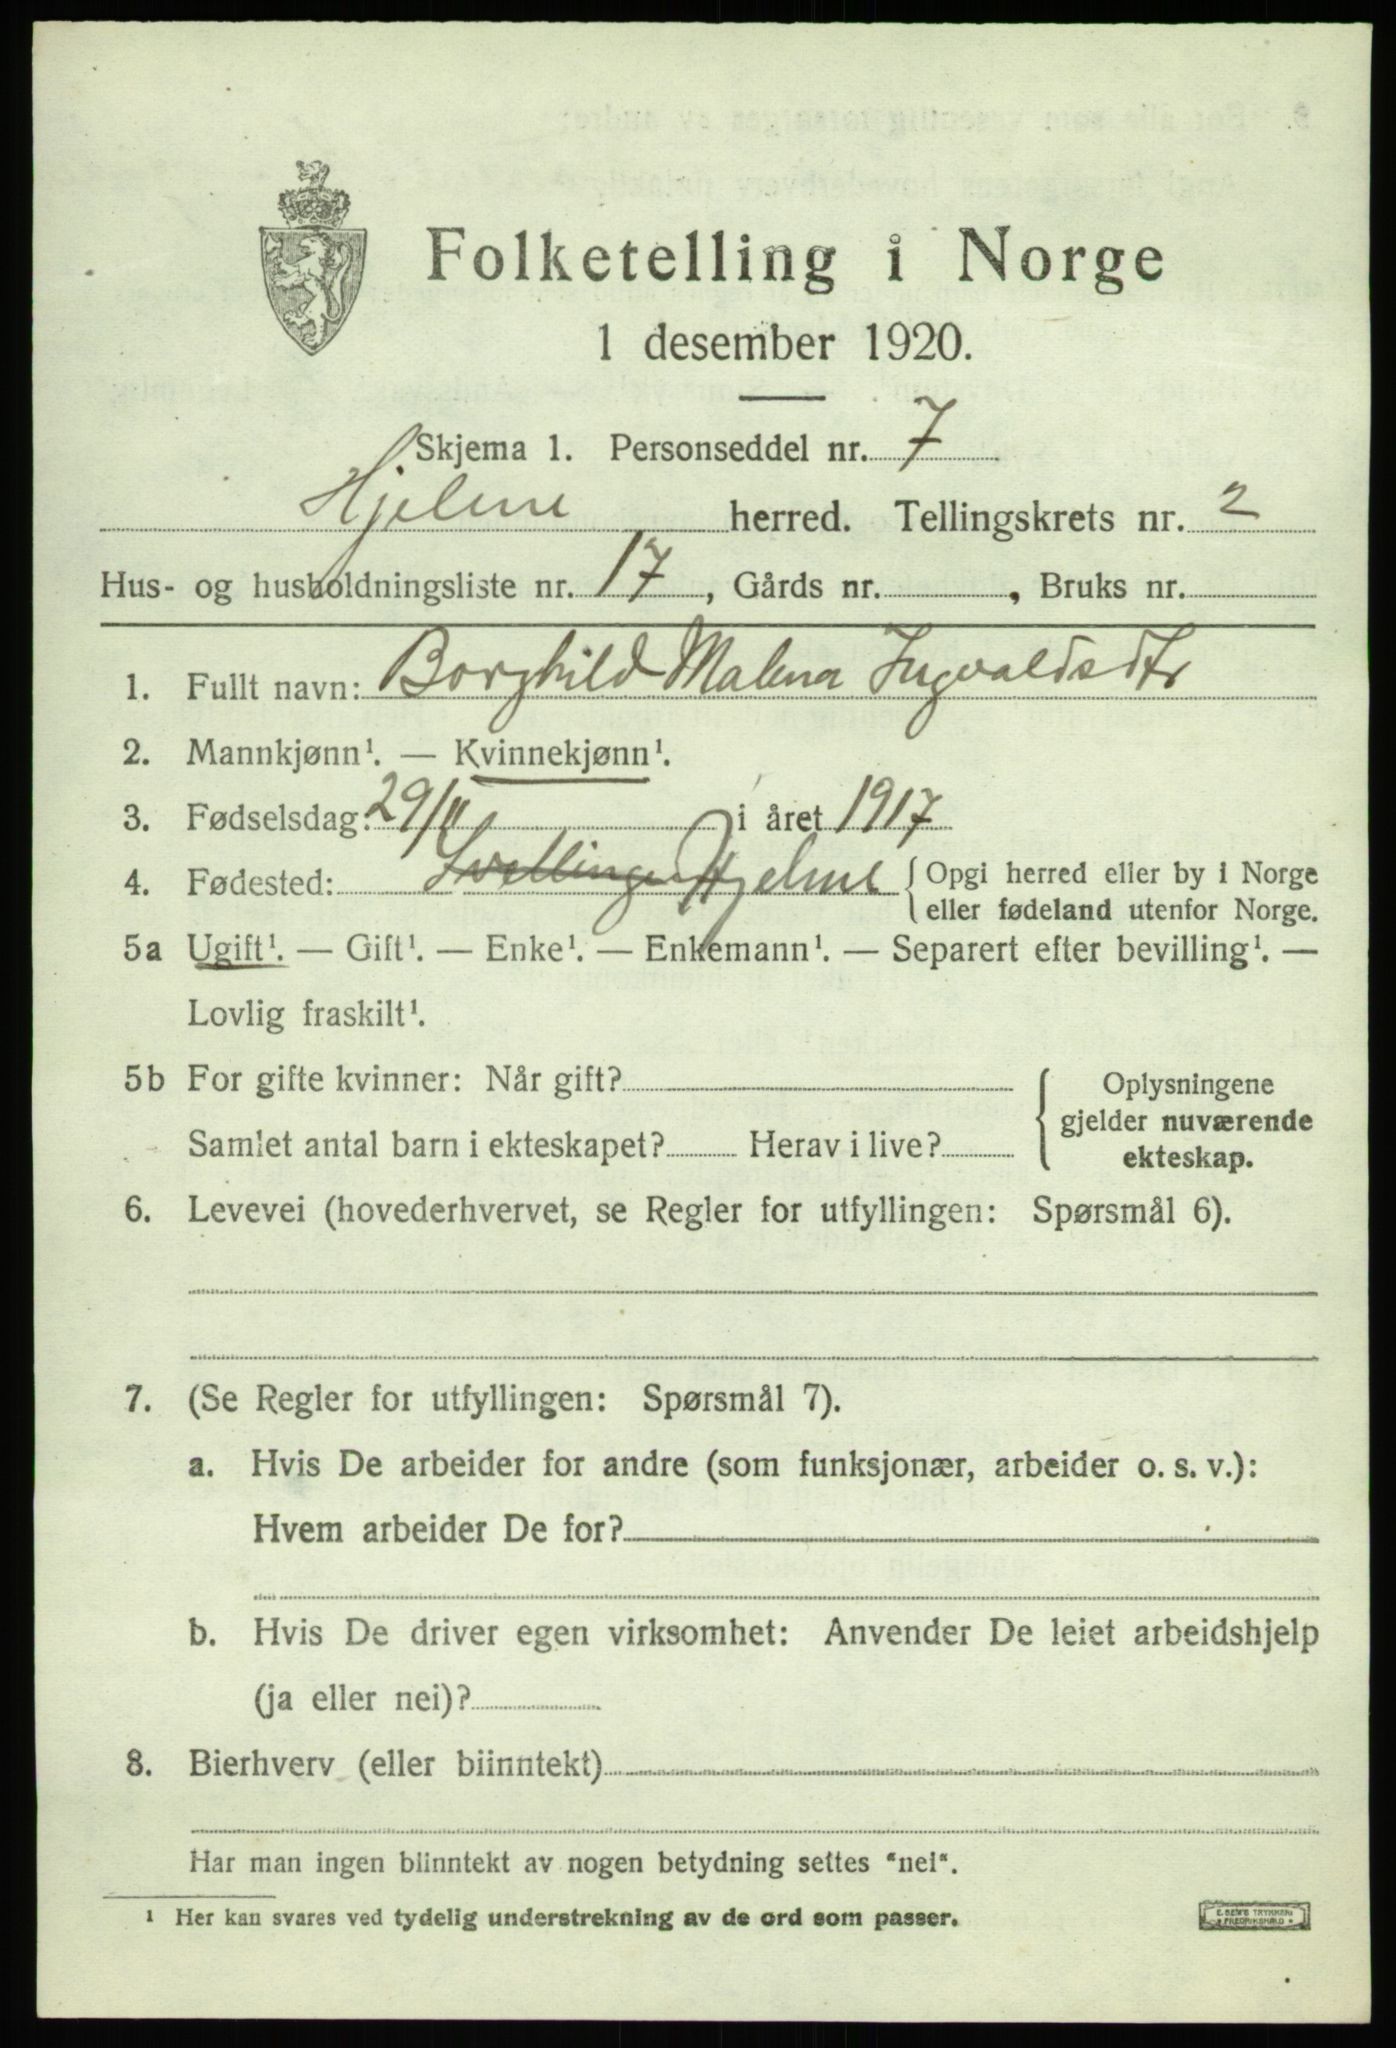 Folketelling i Norge
1 desember 1920.
Skjema 1. Personseddel nr. 7
Hjelme herred. Tellingskrets nr. 2
Hus- og husholdningsliste nr. 17, Gårds nr. , Bruks nr.
1. Fullt navn: Borghild Malena Ingvaldsdtr
2. Mannkjønn¹. — Kvinnekjønn¹.
3. Fødselsdag: 29/11 i året 1917
4. Fødested: Hjelme { Opgi herred eller by i Norge
eller fødeland utenfor Norge.
5a Ugift¹. — Gift¹. — Enke¹. — Enkemann¹. — Separert efter bevilling¹. —
Lovlig fraskilt¹.
5b For gifte kvinner: Når gift? { Oplysningene
gjelder nuværende
Samlet antal barn i ekteskapet? Herav i live?
ekteskap.
6. Levevei (hovederhvervet, se Regler for utfyllingen: Spørsmål 6).
7. (Se Regler for utfyllingen: Spørsmål 7).
a. Hvis De arbeider for andre (som funksjonær, arbeider o. s. v.):
Hvem arbeider De for?
b. Hvis De driver egen virksomhet: Anvender De leiet arbeidshjelp
(ja eller nei)?
8. Bierhverv (eller biinntekt)
Har man ingen biinntekt av nogen betydning settes "nei".
¹ Her kan svares ved tydelig understrekning av de ord som passer.
E. SEM'S TRYKKERI
• FREDRIKSHALD •